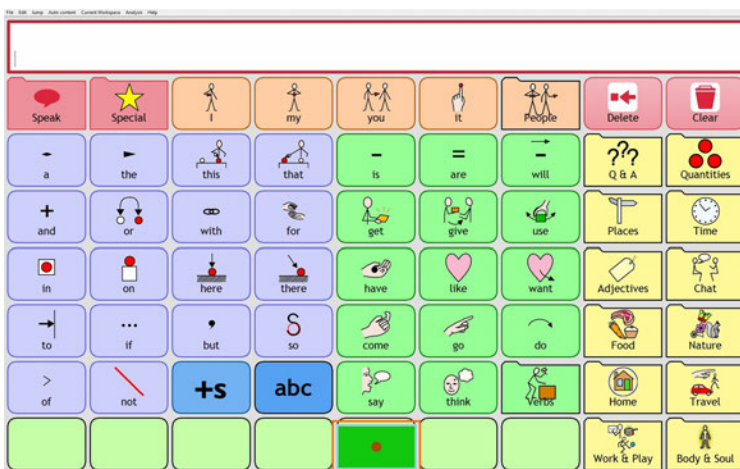 File Edit Jump Auto content Current Workspace Analysis Help
Speak Special I my you it People Delete Clear
a the this that is are will ??? Q & A Quantities
and or with for get give use Places Time
in on here there have like want Adjectives Chat
to if but so come go do Food Nature
of not +s abc say think Verbs Home Travel
Work & Play Body & Soul